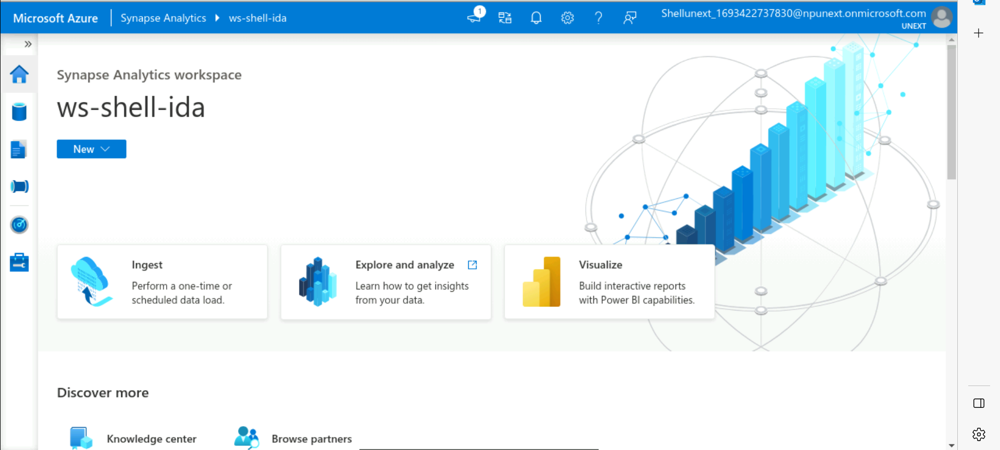 Microsoft Azure
Synapse Analytics
ws-shell-ida
1
Shellunext_1693422737830@npunext.onmicrosoft.com
UNEXT
Synapse Analytics workspace
ws-shell-ida
New
Ingest
Perform a one-time or
scheduled data load.
Explore and analyze
Learn how to get insights
from your data.
Visualize
Build interactive reports
with Power BI capabilities.
Discover more
Knowledge center
Browse partners